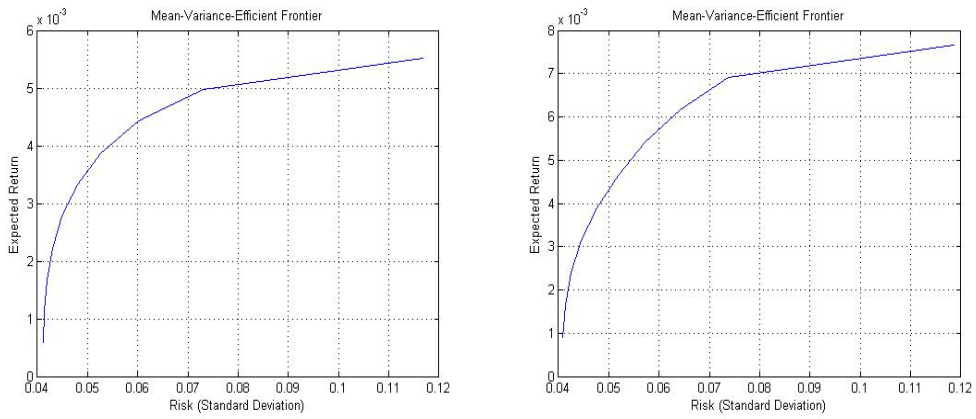 Mean-Variance-Efficient Frontier
x 10^-3
6
5
4
3
2
1
0
Expected Return
0.04 0.05 0.06 0.07 0.08 0.09 0.1 0.11 0.12
Risk (Standard Deviation)
Mean-Variance-Efficient Frontier
x 10^-3
8
7
6
5
4
3
2
1
0
Expected Return
0.04 0.05 0.06 0.07 0.08 0.09 0.1 0.11 0.12
Risk (Standard Deviation)